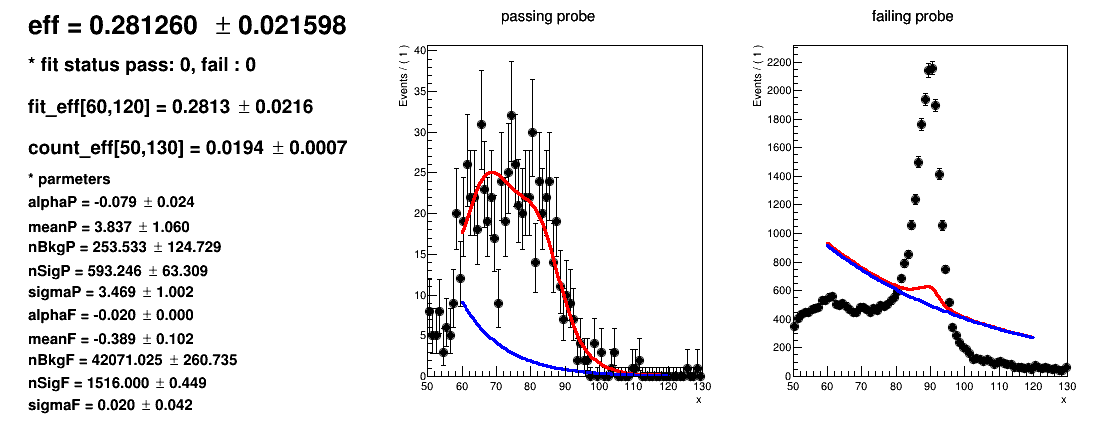 eff = 0.281260 ± 0.021598
* fit status pass: 0, fail : 0
fit_eff[60,120] = 0.2813 ± 0.0216
count_eff[50,130] = 0.0194 ± 0.0007
* parmeters
alphaP = -0.079 ± 0.024
meanP = 3.837 ± 1.060
nBkgP = 253.533 ± 124.729
nSigP = 593.246 ± 63.309
sigmaP = 3.469 ± 1.002
alphaF = -0.020 ± 0.000
meanF = -0.389 ± 0.102
nBkgF = 42071.025 ± 260.735
nSigF = 1516.000 ± 0.449
sigmaF = 0.020 ± 0.042
passing probe
Events / ( 1 )
40
35
30
25
20
15
10
5
0
50 60 70 80 90 100 110 120 130
x
failing probe
Events / ( 1 )
2200
2000
1800
1600
1400
1200
1000
800
600
400
200
0
50 60 70 80 90 100 110 120 130
x